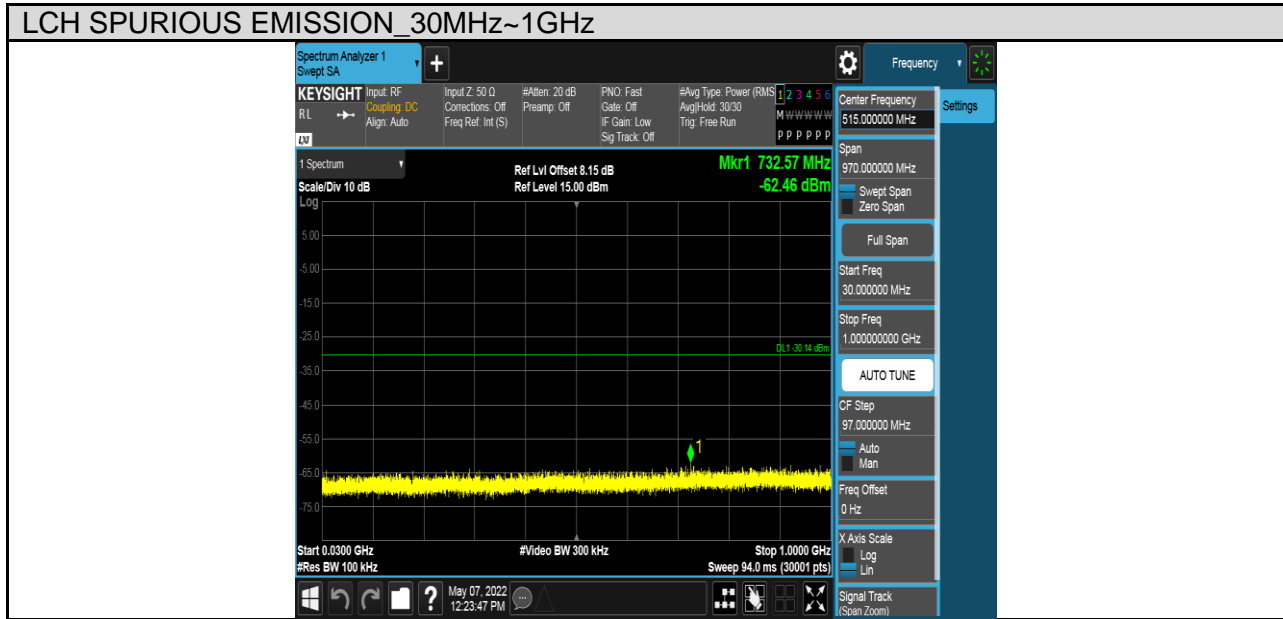 LCH SPURIOUS EMISSION_30MHz~1GHz
Spectrum Analyzer 1
Swept SA
+
Frequency
KEYSIGHT
RL
LXI
Input: RF
Coupling: DC
Align: Auto
Input Z: 50 Ω
Corrections: Off
Freq Ref: Int (S)
#Atten: 20 dB
Preamp: Off
PNO: Fast
Gate: Off
IF Gain: Low
Sig Track: Off
#Avg Type: Power (RMS
Avg|Hold: 30/30
Trig: Free Run
1 2 3 4 5 6
M W W W W W
P P P P P P
1 Spectrum
Scale/Div 10 dB
Log
Ref Lvl Offset 8.15 dB
Ref Level 15.00 dBm
Mkr1 732.57 MHz
-62.46 dBm
5.00
-5.00
-15.0
-25.0
DL1 -30.14 dBm
-35.0
-45.0
-55.0
1
-65.0
-75.0
Start 0.0300 GHz
#Res BW 100 kHz
#Video BW 300 kHz
Stop 1.0000 GHz
Sweep 94.0 ms (30001 pts)
?
May 07, 2022
12:23:47 PM
Center Frequency
515.000000 MHz
Span
970.000000 MHz
Swept Span
Zero Span
Full Span
Start Freq
30.000000 MHz
Stop Freq
1.000000000 GHz
AUTO TUNE
CF Step
97.000000 MHz
Auto
Man
Freq Offset
0 Hz
X Axis Scale
Log
Lin
Signal Track
(Span Zoom)
Settings